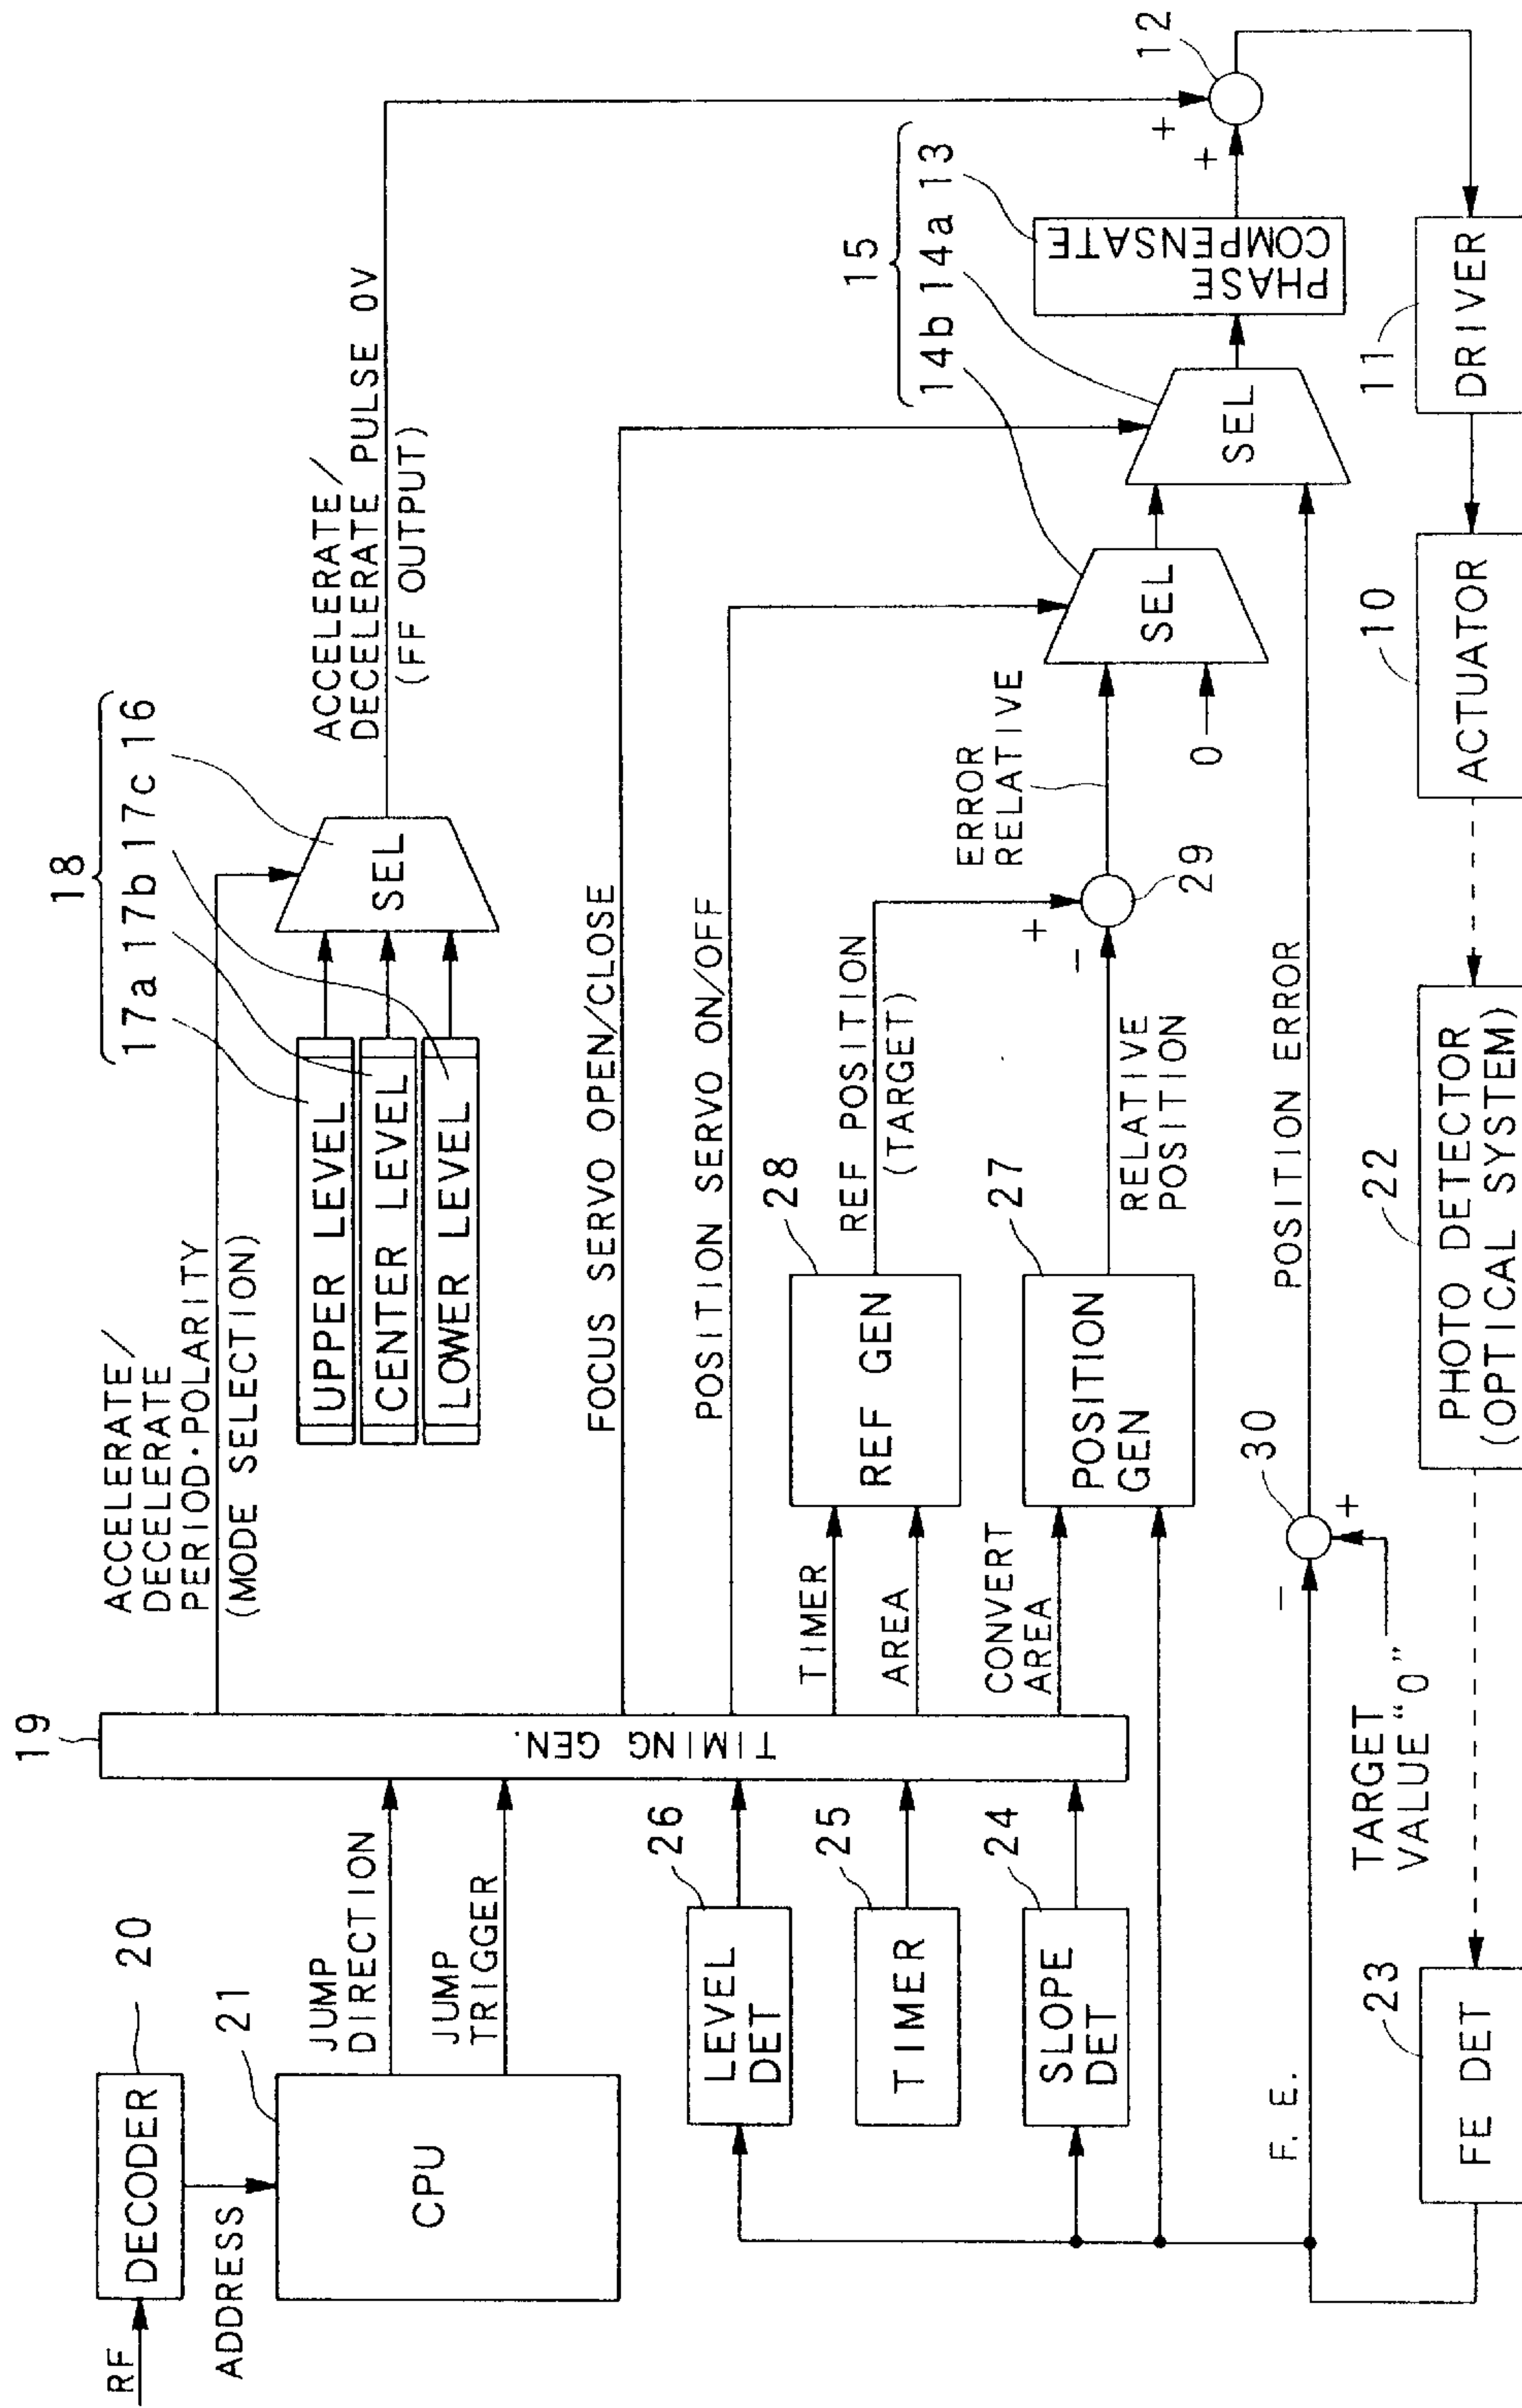 RF
DECODER
20
ADDRESS
21
CPU
JUMP
DIRECTION
JUMP
TRIGGER
19
TIMING GEN.
LEVEL
DET
26
TIMER
25
SLOPE
DET
24
ACCELERATE/
DECELERATE
PERIOD·POLARITY
(MODE SELECTION)
18
17a 17b 17c 16
UPPER LEVEL
CENTER LEVEL
LOWER LEVEL
SEL
ACCELERATE/
DECELERATE PULSE 0V
(FF OUTPUT)
FOCUS SERVO OPEN/CLOSE
POSITION SERVO ON/OFF
TIMER
AREA
REF GEN
28
REF POSITION
(TARGET)
CONVERT
AREA
POSITION
GEN
27
RELATIVE
POSITION
+
−
29
ERROR
RELATIVE
0
SEL
15
14b 14a 13
SEL
PHASE
COMPENSATE
+
+
12
F. E.
−
30
+
TARGET
VALUE“0”
POSITION ERROR
FE DET
23
PHOTO DETECTOR
(OPTICAL SYSTEM)
22
ACTUATOR
10
DRIVER
11